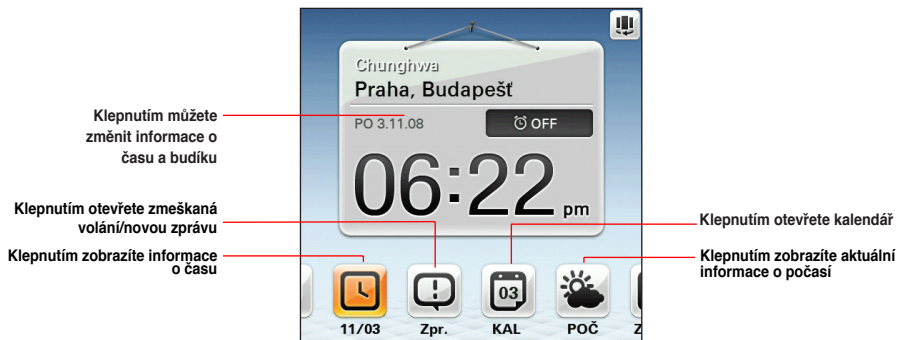 Chunghwa
Praha, Budapešť
PO 3.11.08
OFF
06:22 pm
Klepnutím můžete
změnit informace o
času a budíku
Klepnutím otevřete zmeškaná
volání/novou zprávu
Klepnutím zobrazíte informace
o času
Klepnutím otevřete kalendář
Klepnutím zobrazíte aktuální
informace o počasí
03
11/03
Zpr.
KAL
POČ
Z